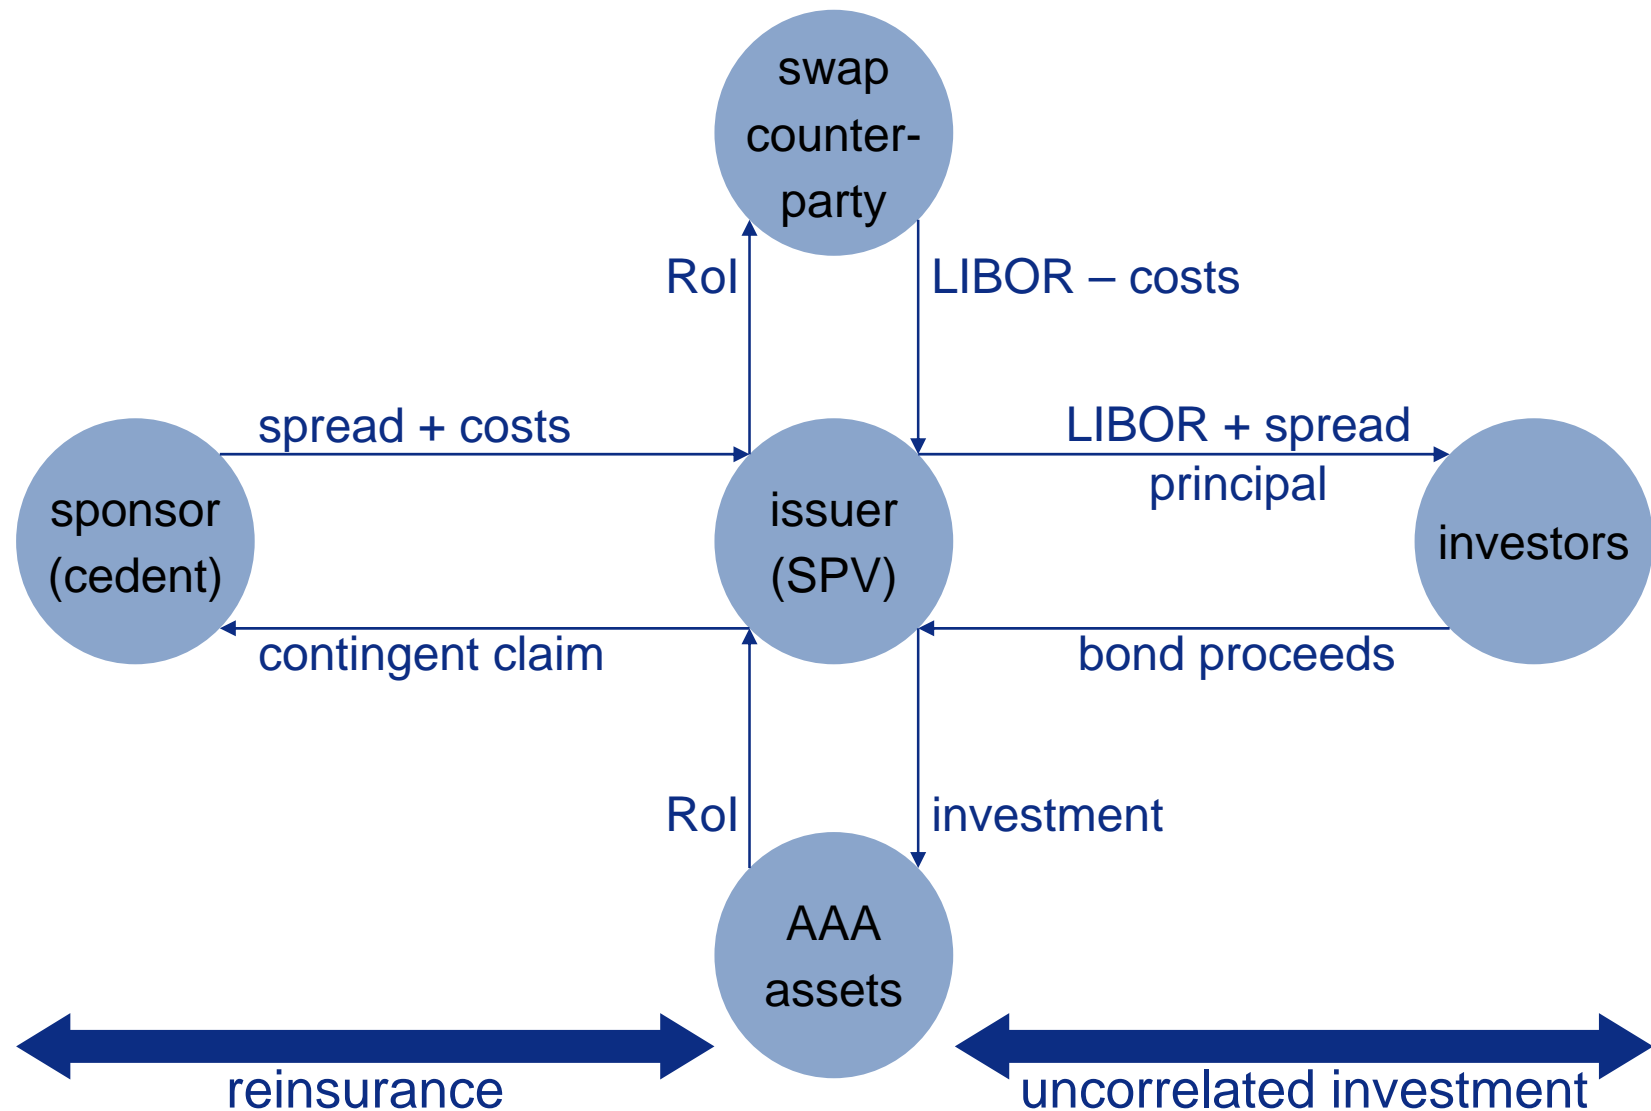 swap
counter-
party
RoI
LIBOR – costs
spread + costs
LIBOR + spread
principal
sponsor
(cedent)
issuer
(SPV)
investors
contingent claim
bond proceeds
RoI
investment
AAA
assets
reinsurance
uncorrelated investment